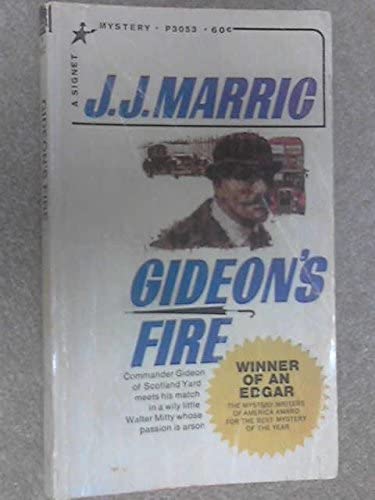 A SIGNET
MYSTERY · P3053 · 60¢
J.J. MARRIC
GIDEON'S
FIRE
Commander Gideon
of Scotland Yard
meets his match
in a wily little
Walter Mitty whose
passion is arson
WINNER
OF AN
EDGAR
THE MYSTERY WRITERS
OF AMERICA AWARD
FOR THE BEST MYSTERY
OF THE YEAR
GIDEON'S FIRE